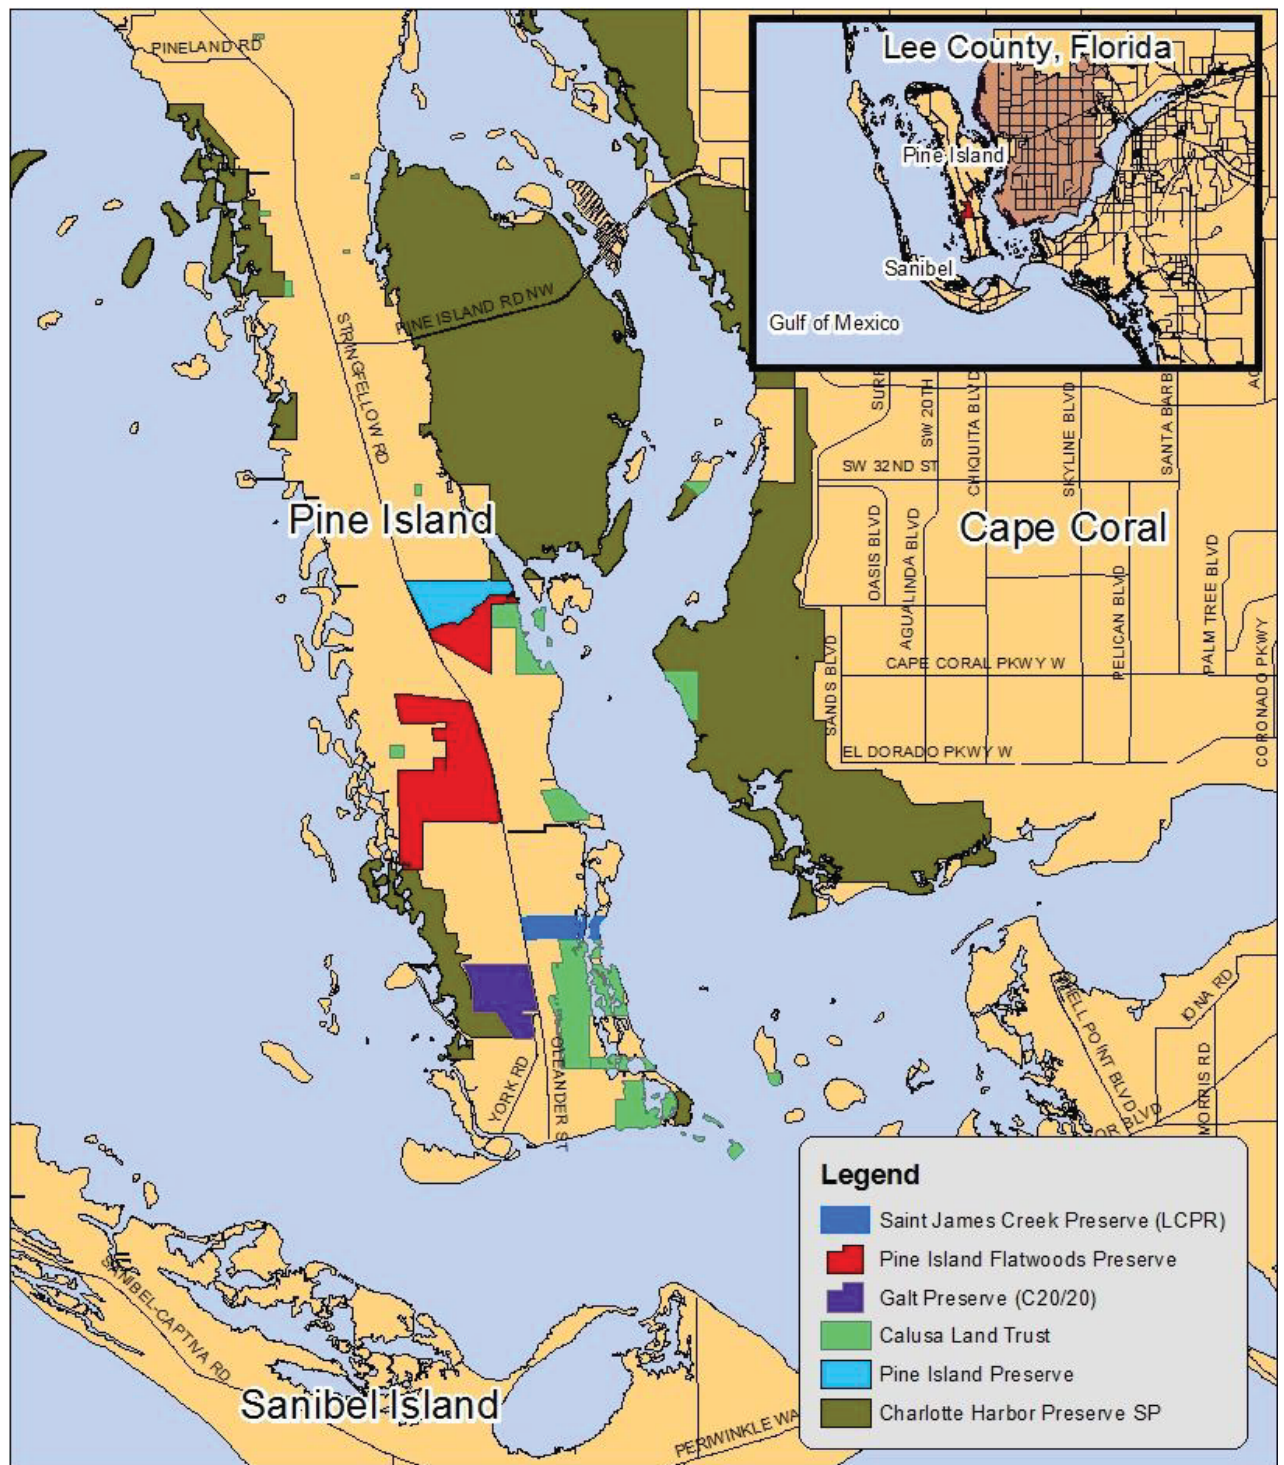 PINELAND RD
Lee County, Florida
Pine Island
Sanibel
Gulf of Mexico
PINE ISLAND RD NW
STRINGFELLOW RD
SW 20TH
CHIQUITA BLVD
SKYLINE BLVD
SANTA BARB
SW 32ND ST
Pine Island
Cape Coral
OASIS BLVD
AGUALINDA BLVD
PELICAN BLVD
PALM TREE BLVD
CORONADO PKWY
SANDS BLVD
CAPE CORAL PKWY W
EL DORADO PKWY W
IONA RD
MORRIS RD
YORK RD
OLEANDER ST
SANIBEL-CAPTIVA RD
Sanibel Island
PERIWINKLE WA
Legend
Saint James Creek Preserve (LCPR)
Pine Island Flatwoods Preserve
Galt Preserve (C20/20)
Calusa Land Trust
Pine Island Preserve
Charlotte Harbor Preserve SP